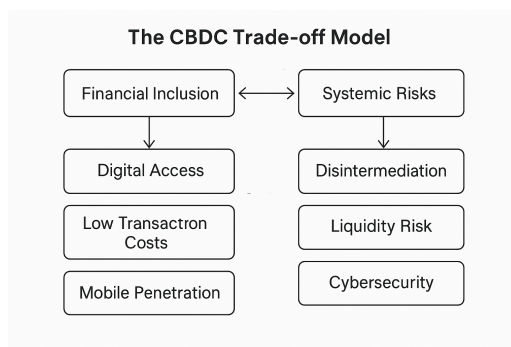 The CBDC Trade-off Model
Financial Inclusion
Systemic Risks
Digital Access
Disintermediation
Low Transactron
Costs
Liquidity Risk
Mobile Penetration
Cybersecurity